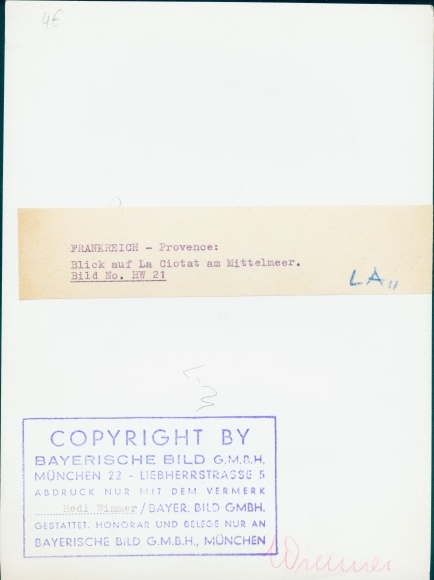 4€
FRANKREICH - Provence:
Blick auf La Ciotat am Mittelmeer.
Bild No. HW 21
LA"
COPYRIGHT BY
BAYERISCHE BILD G.M.B.H.
MÜNCHEN 22 - LIEBHERRSTRASSE 5
ABDRUCK NUR MIT DEM VERMERK
Hedi Wimmer / BAYER. BILD GMBH.
GESTATTET. HONORAR UND BELEGE NUR AN
BAYERISCHE BILD G.M.B.H., MÜNCHEN
Wimmer